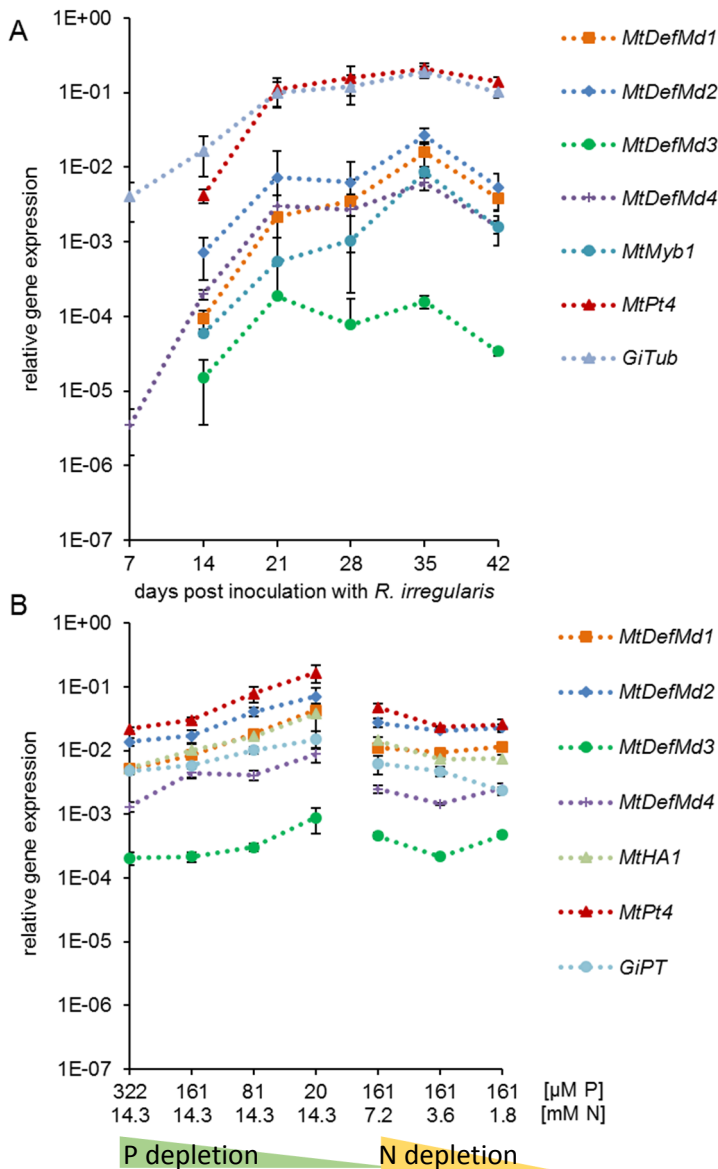 A
1E+00
1E-01
1E-02
1E-03
1E-04
1E-05
1E-06
1E-07
relative gene expression
7 14 21 28 35 42
days post inoculation with R. irregularis
MtDefMd1
MtDefMd2
MtDefMd3
MtDefMd4
MtMyb1
MtPt4
GiTub
B
1E+00
1E-01
1E-02
1E-03
1E-04
1E-05
1E-06
1E-07
relative gene expression
MtDefMd1
MtDefMd2
MtDefMd3
MtDefMd4
MtHA1
MtPt4
GiPT
322 161 81 20 161 161 161 [µM P]
14.3 14.3 14.3 14.3 7.2 3.6 1.8 [mM N]
P depletion N depletion